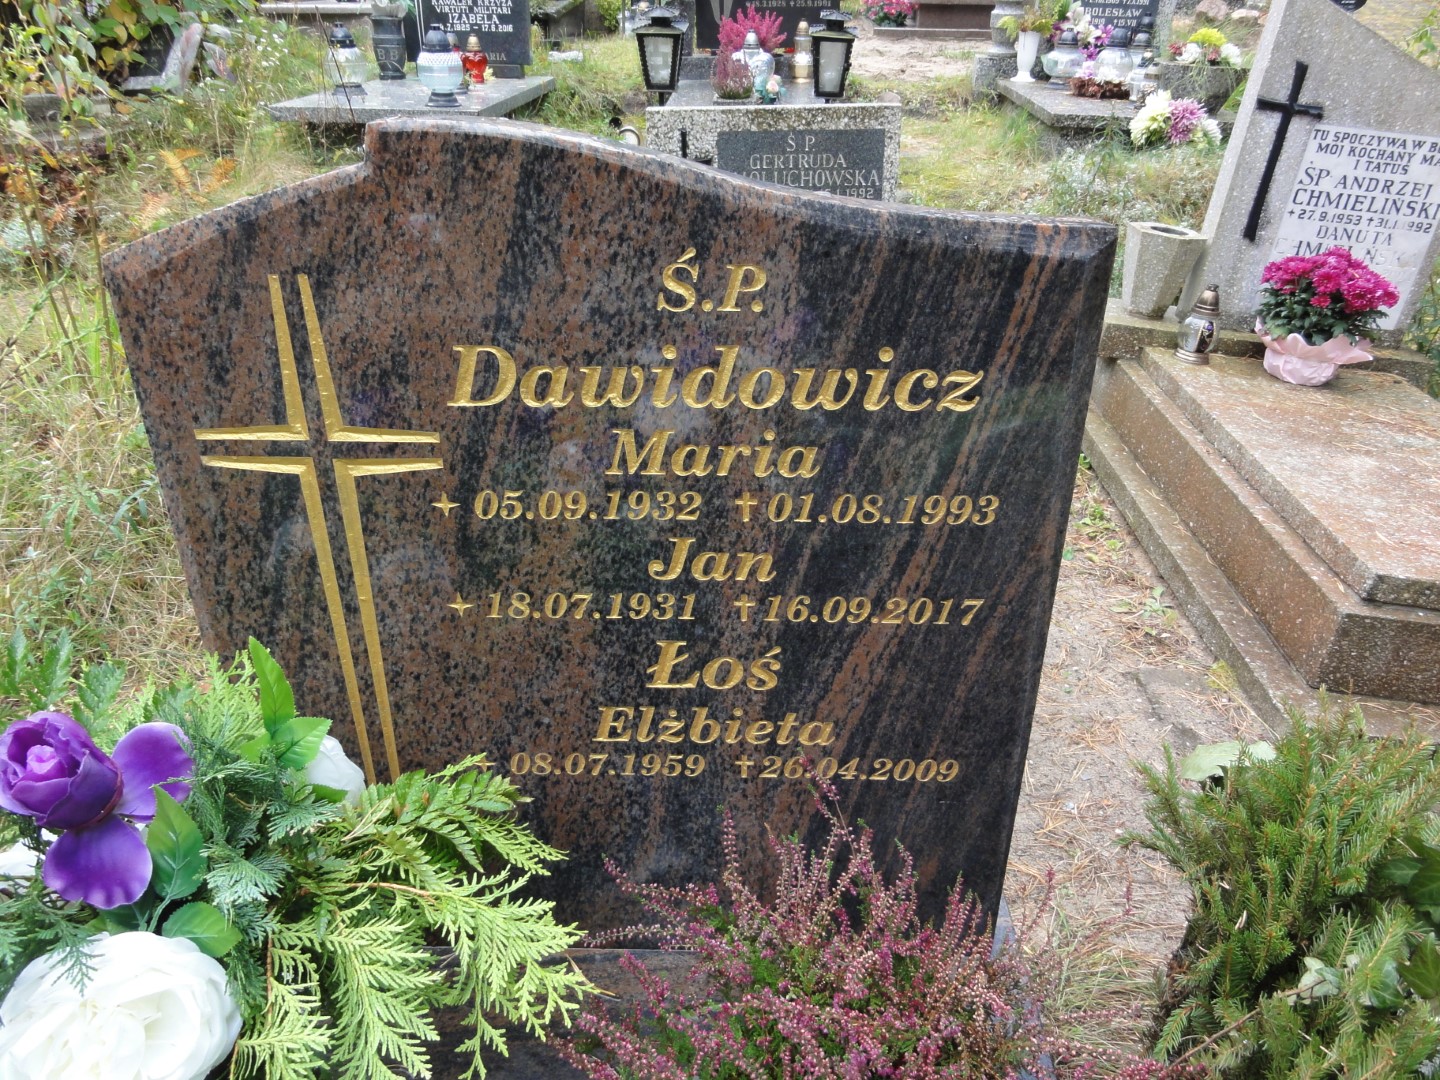 KAWALER KRZYŻA
VIRTUTI MILITARI
IZABELA
BOLESŁAW
Ś P.
GERTRUDA
TU SPOCZYWA W
MÓJ KOCHANY
I TATUŚ
ŚP. ANDRZEJ
CHMIELIŃSKI
*27.9.1953 +31.1.1992
DANUTA
Ś.P.
Dawidowicz
Maria
+ 05.09.1932 †01.08.1993
Jan
+ 18.07.1931 †16.09.2017
Łoś
Elżbieta
+ 08.07.1959 †26.04.2009